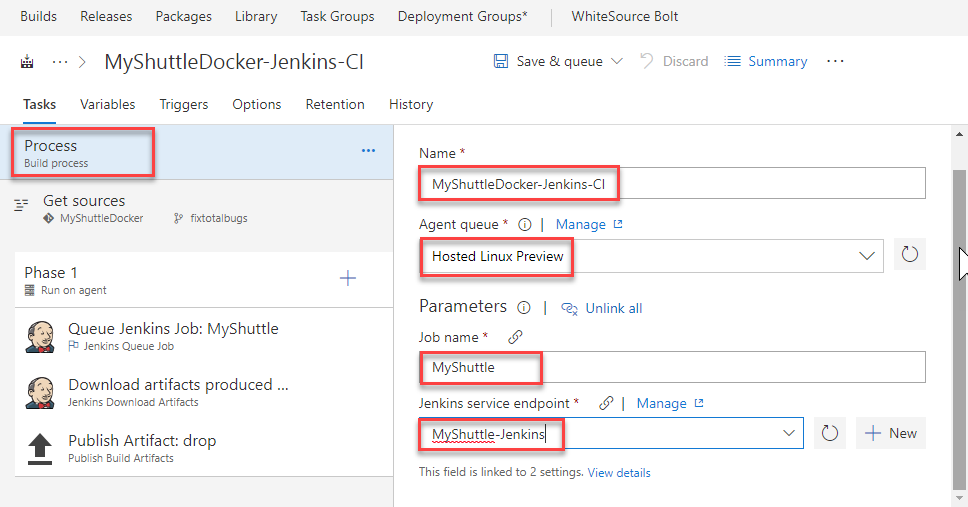 Builds Releases Packages Library Task Groups Deployment Groups* WhiteSource Bolt
MyShuttleDocker-Jenkins-CI
Save & queue Discard Summary
Tasks Variables Triggers Options Retention History
Process
Build process
Get sources
MyShuttleDocker fixtotalbugs
Phase 1
Run on agent
Queue Jenkins Job: MyShuttle
Jenkins Queue Job
Download artifacts produced ...
Jenkins Download Artifacts
Publish Artifact: drop
Publish Build Artifacts
Name *
MyShuttleDocker-Jenkins-CI
Agent queue * | Manage
Hosted Linux Preview
Parameters | Unlink all
Job name *
MyShuttle
Jenkins service endpoint * | Manage
MyShuttle-Jenkins
New
This field is linked to 2 settings. View details